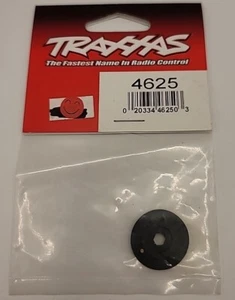 TRAXXAS
The Fastest Name In Radio Control
4625
0 20334 46250 3